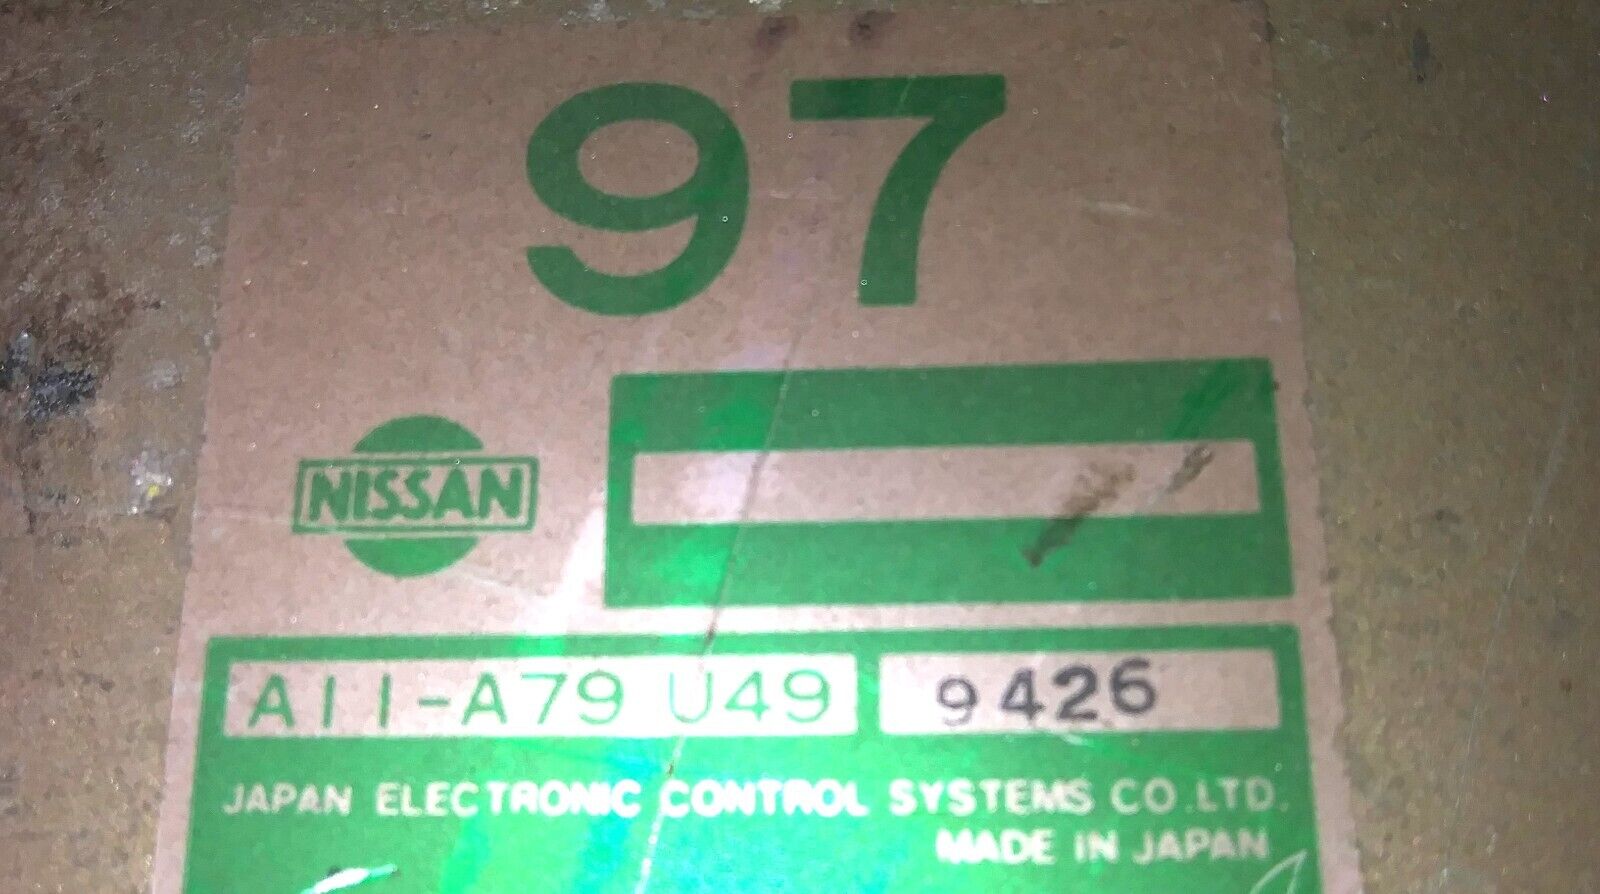 97
NISSAN
A11-A79 U49 9426
JAPAN ELECTRONIC CONTROL SYSTEMS CO.LTD.
MADE IN JAPAN